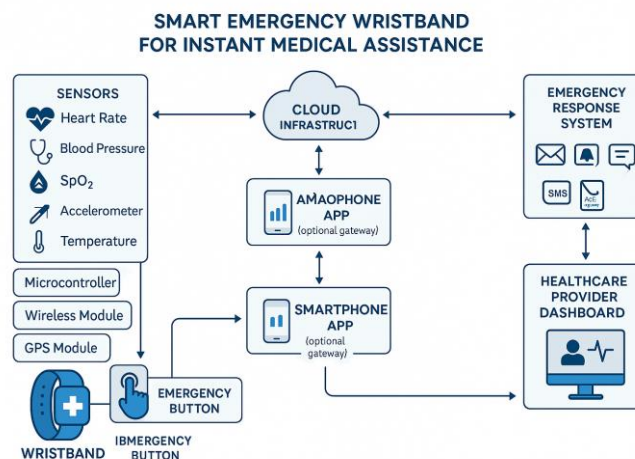 SMART EMERGENCY WRISTBAND
FOR INSTANT MEDICAL ASSISTANCE
SENSORS
Heart Rate
Blood Pressure
SpO₂
Accelerometer
Temperature
Microcontroller
Wireless Module
GPS Module
WRISTBAND
EMERGENCY
BUTTON
IBMERGENCY
BUTTON
CLOUD
INFRASTRUC1
AMAOPHONE
APP
(optional gateway)
SMARTPHONE
APP
(optional
gateway)
EMERGENCY
RESPONSE
SYSTEM
SMS
HEALTHCARE
PROVIDER
DASHBOARD